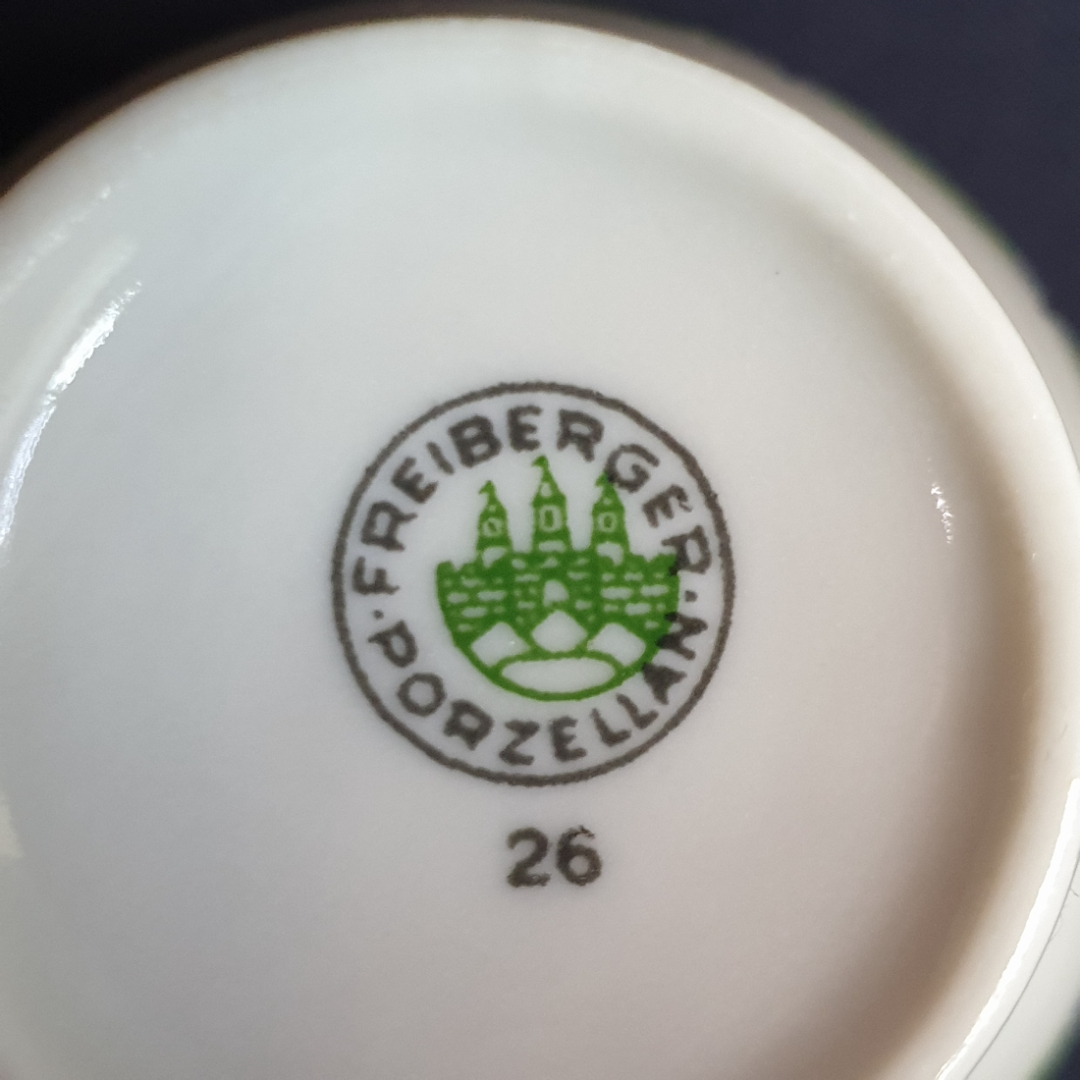 FREIBERGER
· PORZELLAN ·
26